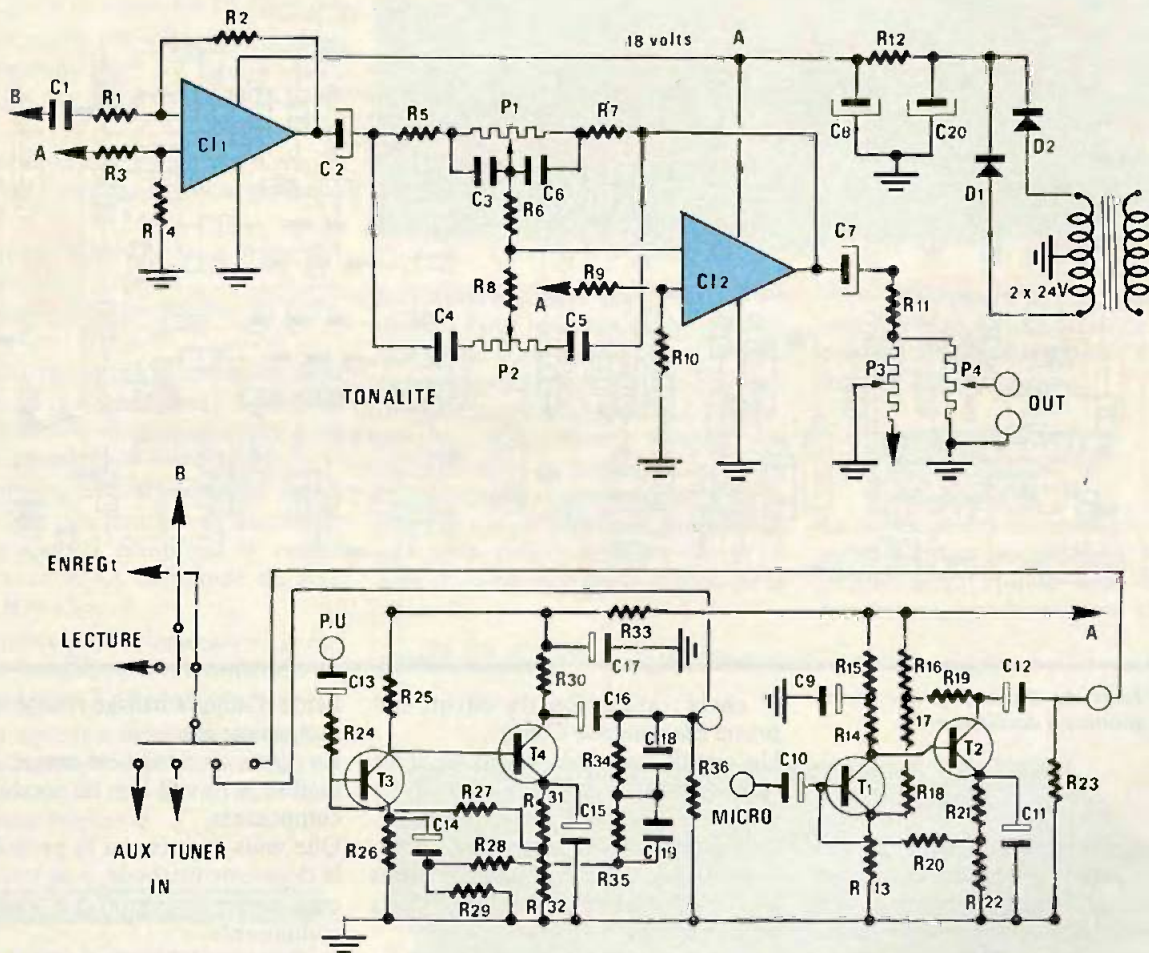 R2
18 volts
A
R12
B
C1
R1
CI1
A
R3
R14
C2
R5
P1
R7
C3
C6
R6
C8
C20
D2
D1
2 x 24V
R8
A
R9
CI2
C7
R11
C4
P2
C5
R10
P3
P4
OUT
TONALITE
B
ENREGt
LECTURE
P.U
C13
R24
R25
R33
C17
R30
C16
A
R15
R16
R19
C12
C9
R14
17
T3
T4
R34
C18
R36
MICRO
C10
T1
T2
R18
R23
R26
C14
R27
R
31
C15
R28
R29
R32
R35
C19
R13
R20
R21
R22
C11
AUX TUNER
IN